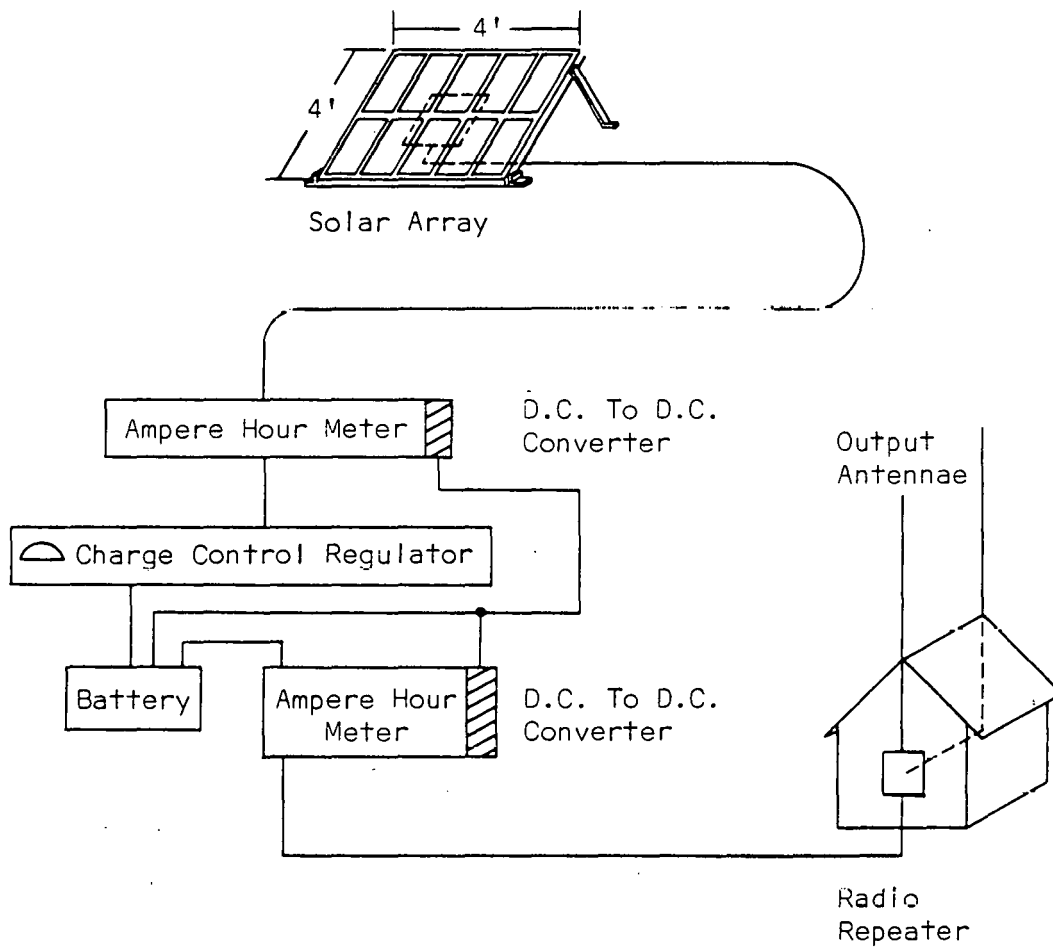 4'
4'
Solar Array
Ampere Hour Meter
D.C. To D.C.
Converter
Output
Antennae
Charge Control Regulator
Battery
Ampere Hour
Meter
D.C. To D.C.
Converter
Radio
Repeater